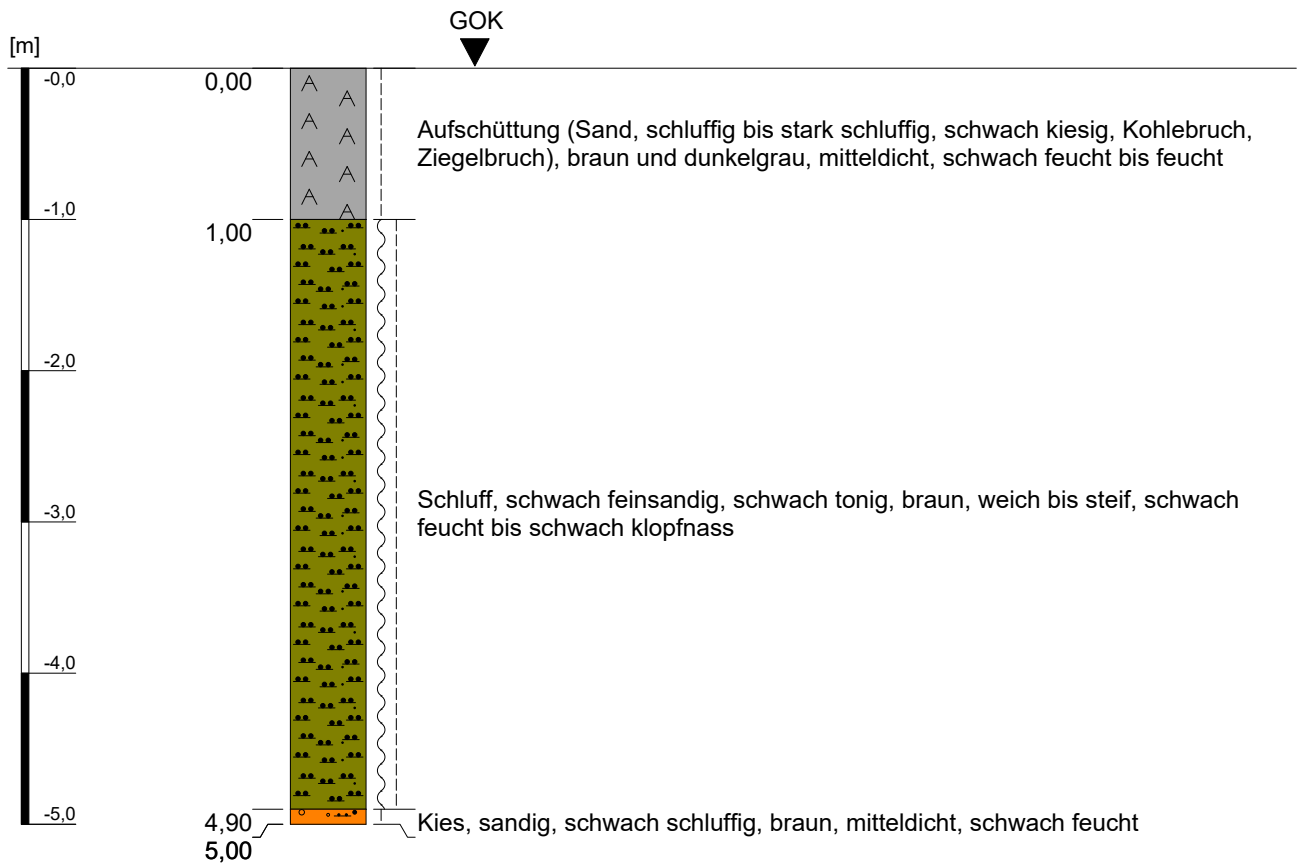 GOK
[m]
-0,0
0,00
Aufschüttung (Sand, schluffig bis stark schluffig, schwach kiesig, Kohlebruch,
Ziegelbruch), braun und dunkelgrau, mitteldicht, schwach feucht bis feucht
-1,0
1,00
-2,0
Schluff, schwach feinsandig, schwach tonig, braun, weich bis steif, schwach
feucht bis schwach klopfnass
-3,0
-4,0
-5,0
4,90
Kies, sandig, schwach schluffig, braun, mitteldicht, schwach feucht
5,00